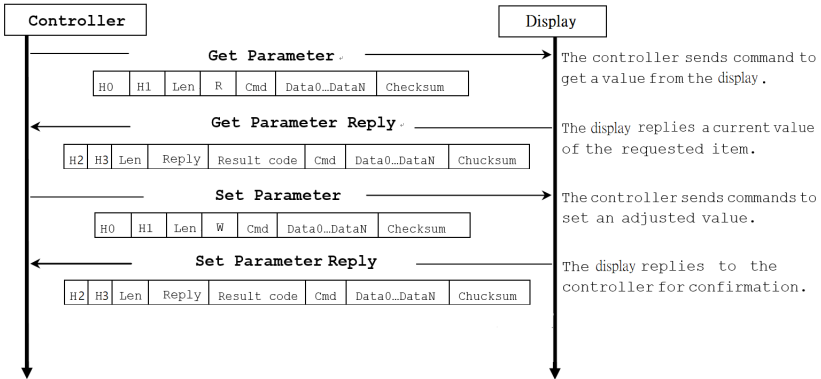 Controller
Display
Get Parameter
The controller sends command to
get a value from the display.
H0 H1 Len R Cmd Data0…DataN Checksum
Get Parameter Reply
The display replies a current value
of the requested item.
H2 H3 Len Reply Result code Cmd Data0…DataN Chucksum
Set Parameter
The controller sends commands to
set an adjusted value.
H0 H1 Len W Cmd Data0…DataN Checksum
Set Parameter Reply
The display replies to the
controller for confirmation.
H2 H3 Len Reply Result code Cmd Data0…DataN Chucksum